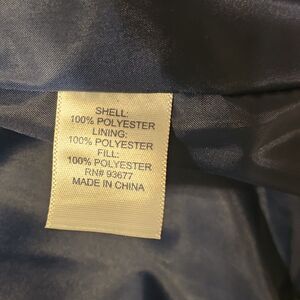 SHELL:
100% POLYESTER
LINING:
100% POLYESTER
FILL:
100% POLYESTER
RN# 93677
MADE IN CHINA